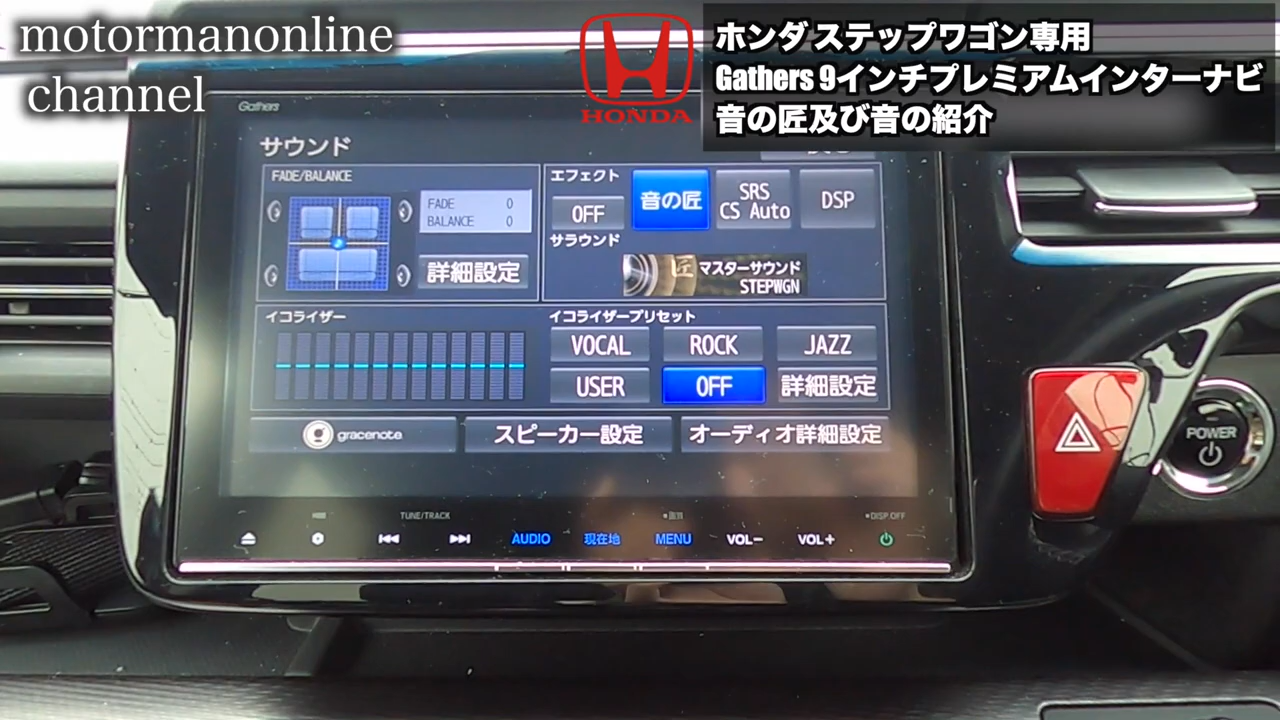 motormanonline
channel
HONDA
ホンダ ステップワゴン専用
Gathers 9インチプレミアムインターナビ
音の匠及び音の紹介
Gathers
サウンド
FADE/BALANCE
FADE 0
BALANCE 0
詳細設定
エフェクト
OFF
音の匠
SRS
CS Auto
DSP
サラウンド
匠 マスターサウンド
STEPWGN
イコライザー
イコライザープリセット
VOCAL
ROCK
JAZZ
USER
OFF
詳細設定
gracenote
スピーカー設定
オーディオ詳細設定
TUNE/TRACK
DISP OFF
AUDIO
現在地
MENU
VOL−
VOL+
POWER